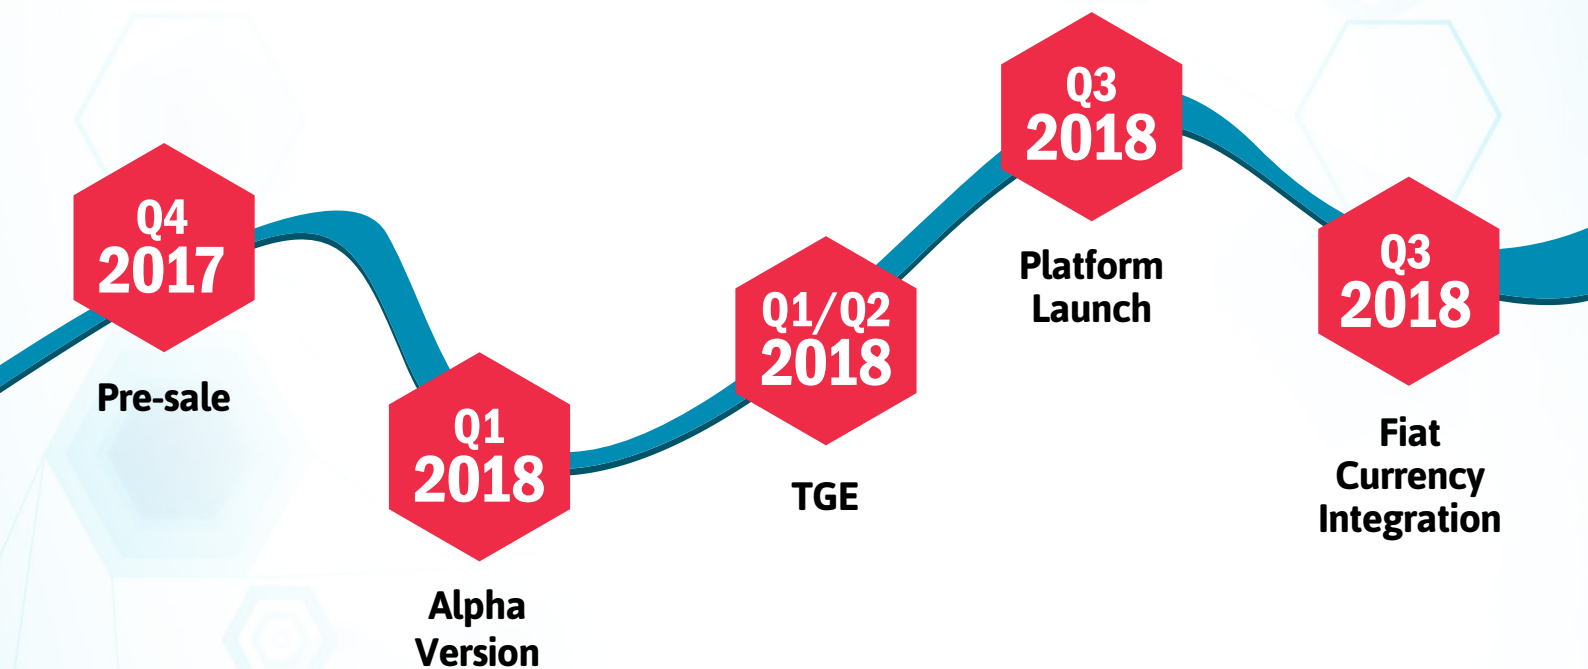 Q4
2017
Pre-sale
Q1
2018
Alpha
Version
Q1/Q2
2018
TGE
Q3
2018
Platform
Launch
Q3
2018
Fiat
Currency
Integration